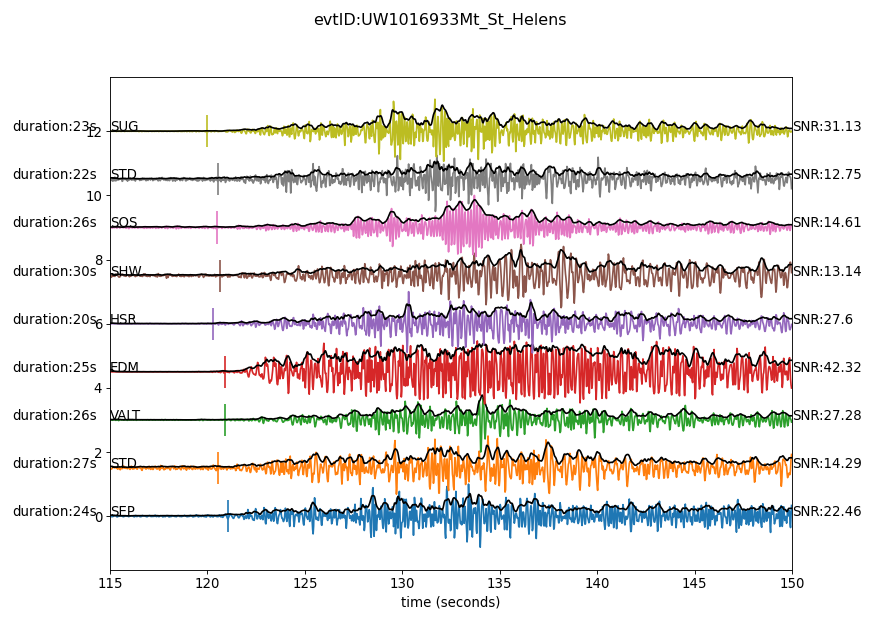 evtID:UW1016933Mt_St_Helens
duration:23s SUG SNR:31.13
12
duration:22s STD SNR:12.75
10
duration:26s SOS SNR:14.61
8
duration:30s SHW SNR:13.14
duration:20s HSR SNR:27.6
6
duration:25s EDM SNR:42.32
4
duration:26s VALT SNR:27.28
2
duration:27s STD SNR:14.29
duration:24s SEP SNR:22.46
0
115 120 125 130 135 140 145 150
time (seconds)